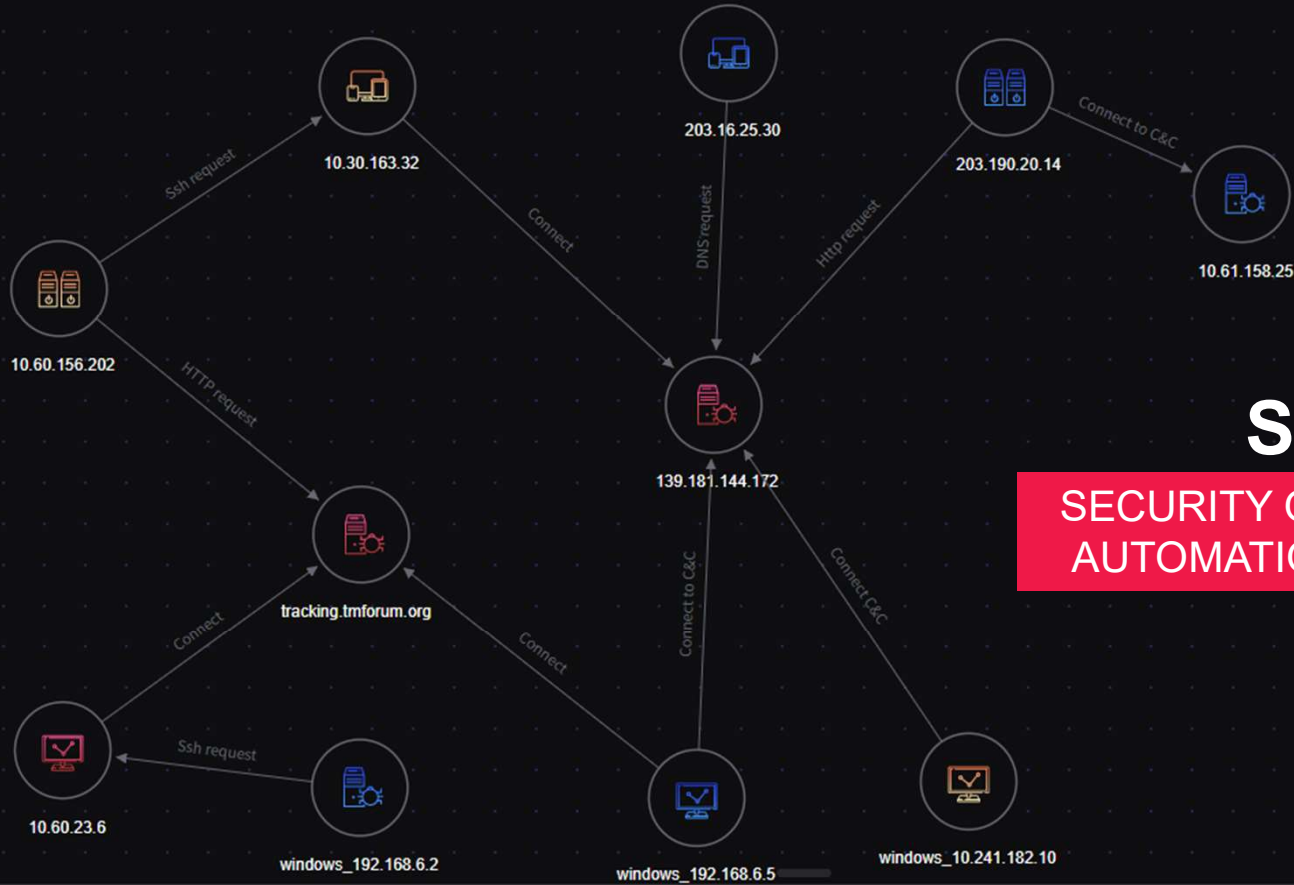 203.16.25.30
Connect to C&C
203.190.20.14
10.30.163.32
Ssh request
DNS request
Http request
Connect
10.61.158.25
10.60.156.202
HTTP request
S
139.181.144.172
SECURITY
AUTOMATI
tracking.tmforum.org
Connect to C&C
Connect C&C
Connect
Connect
Ssh request
10.60.23.6
windows_192.168.6.2
windows_192.168.6.5
windows_10.241.182.10